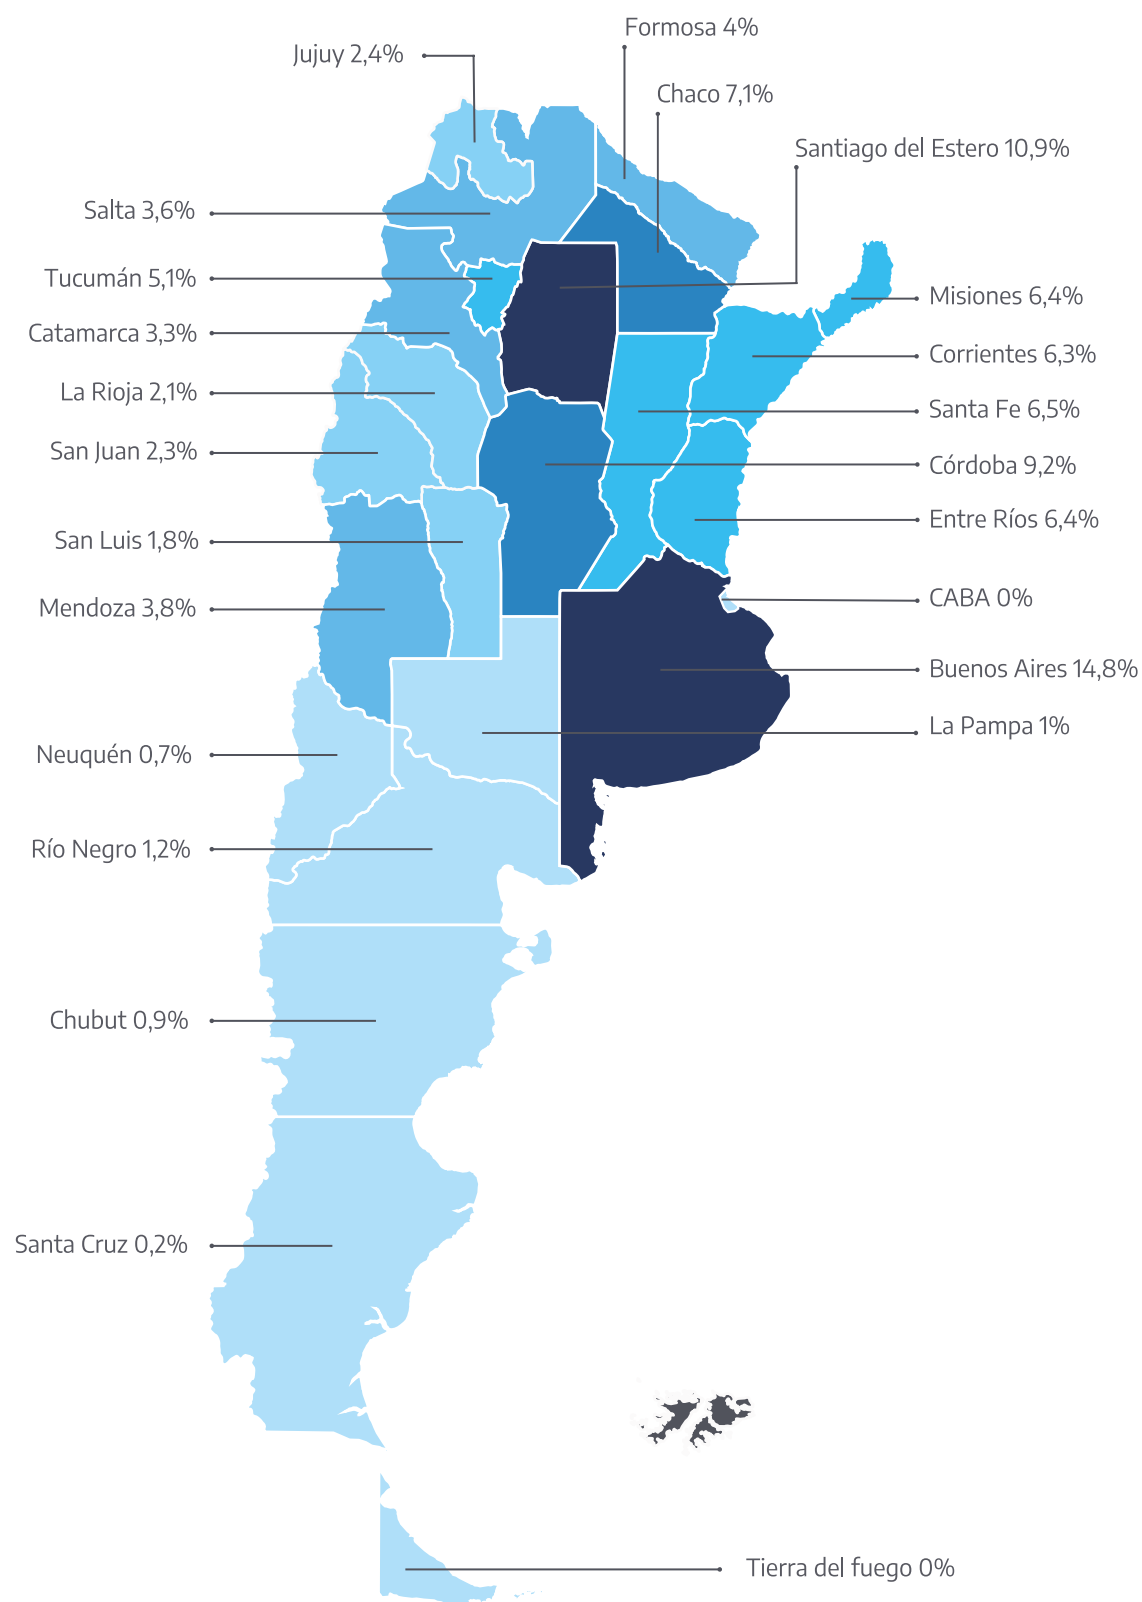 Formosa 4%
Jujuy 2,4%
Chaco 7,1%
Santiago del Estero 10,9%
Salta 3,6%
Tucumán 5,1%
Misiones 6,4%
Catamarca 3,3%
Corrientes 6,3%
La Rioja 2,1%
Santa Fe 6,5%
San Juan 2,3%
Córdoba 9,2%
Entre Ríos 6,4%
San Luis 1,8%
CABA 0%
Mendoza 3,8%
Buenos Aires 14,8%
La Pampa 1%
Neuquén 0,7%
Río Negro 1,2%
Chubut 0,9%
Santa Cruz 0,2%
Tierra del fuego 0%